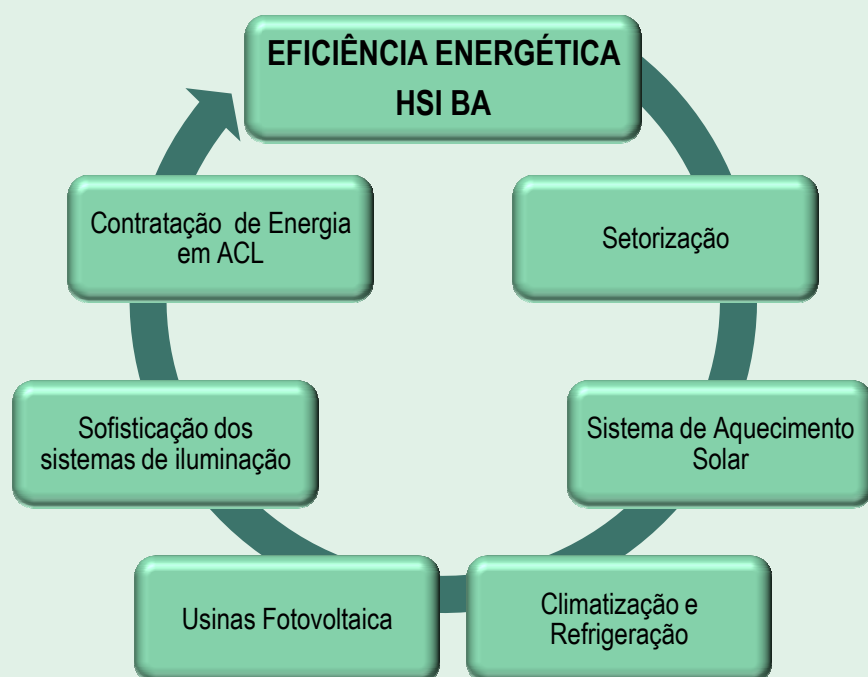 EFICIÊNCIA ENERGÉTICA
HSI BA
Setorização
Sistema de Aquecimento
Solar
Climatização e
Refrigeração
Usinas Fotovoltaica
Sofisticação dos
sistemas de iluminação
Contratação de Energia
em ACL